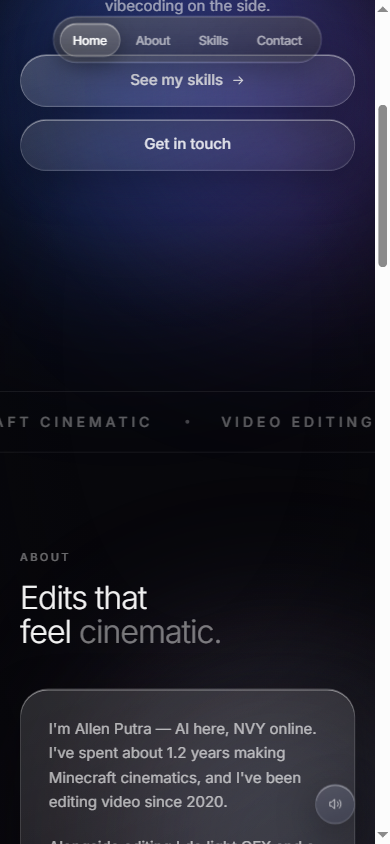 vibecoding on the side.
Home About Skills Contact
See my skills →
Get in touch
AFT CINEMATIC • VIDEO EDITING
ABOUT
Edits that
feel cinematic.
I'm Allen Putra — Al here, NVY online.
I've spent about 1.2 years making
Minecraft cinematics, and I've been
editing video since 2020.